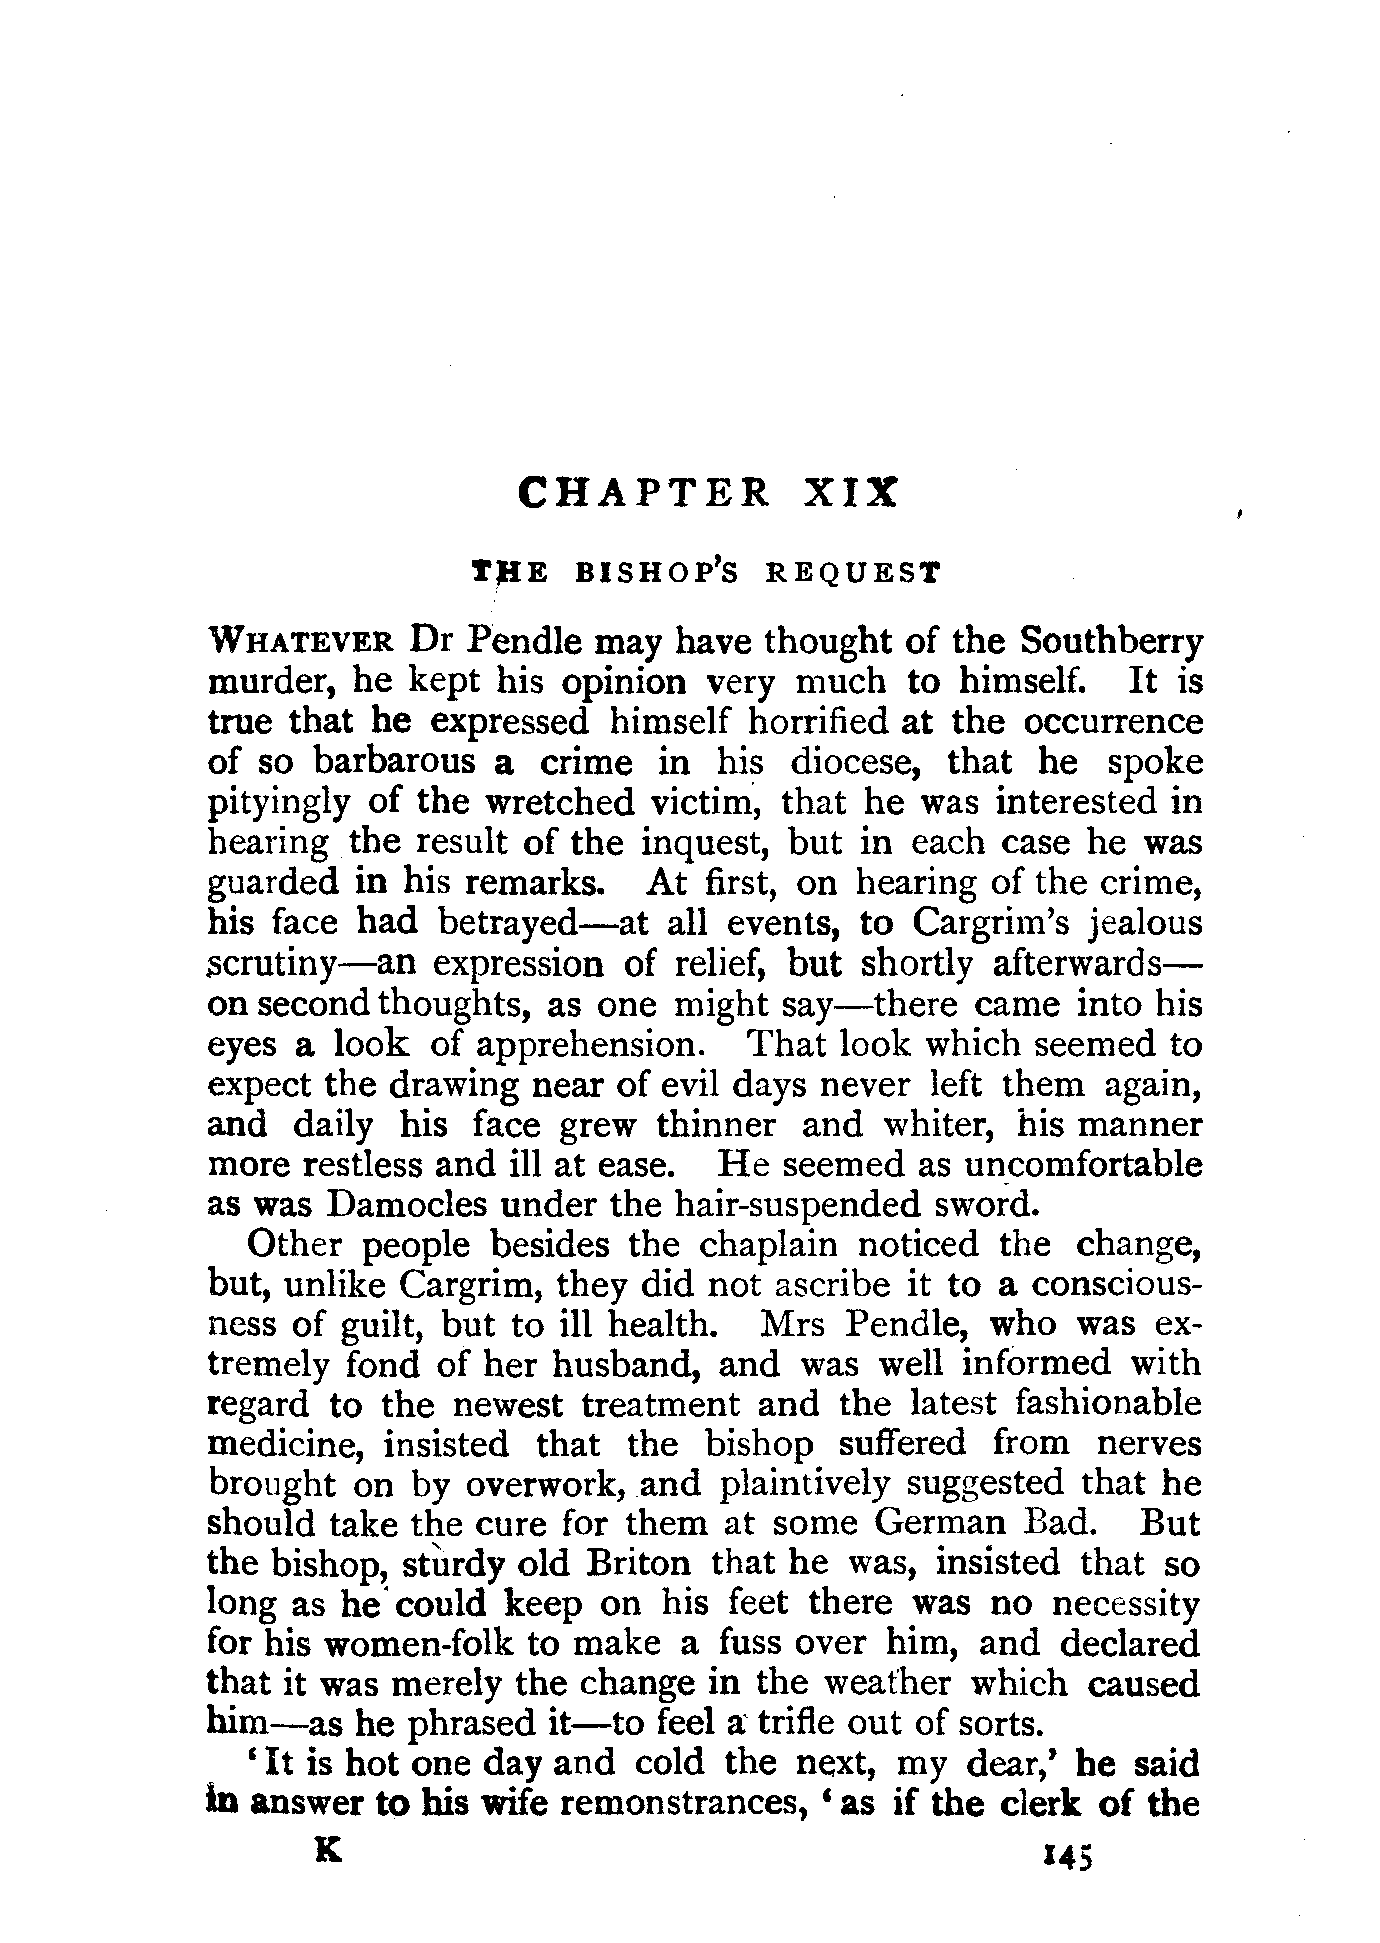 CHAPTER XIX
THE BISHOP'S REQUEST
WHATEVER Dr Pendle may have thought of the Southberry
murder, he kept his opinion very much to himself. It is
true that he expressed himself horrified at the occurrence
of so barbarous a crime in his diocese, that he spoke
pityingly of the wretched victim, that he was interested in
hearing the result of the inquest, but in each case he was
guarded in his remarks. At first, on hearing of the crime,
his face had betrayed—at all events, to Cargrim's jealous
scrutiny—an expression of relief, but shortly afterwards—
on second thoughts, as one might say—there came into his
eyes a look of apprehension. That look which seemed to
expect the drawing near of evil days never left them again,
and daily his face grew thinner and whiter, his manner
more restless and ill at ease. He seemed as uncomfortable
as was Damocles under the hair-suspended sword.
Other people besides the chaplain noticed the change,
but, unlike Cargrim, they did not ascribe it to a conscious-
ness of guilt, but to ill health. Mrs Pendle, who was ex-
tremely fond of her husband, and was well informed with
regard to the newest treatment and the latest fashionable
medicine, insisted that the bishop suffered from nerves
brought on by overwork, and plaintively suggested that he
should take the cure for them at some German Bad. But
the bishop, sturdy old Briton that he was, insisted that so
long as he could keep on his feet there was no necessity
for his women-folk to make a fuss over him, and declared
that it was merely the change in the weather which caused
him—as he phrased it—to feel a trifle out of sorts.
'It is hot one day and cold the next, my dear,' he said
in answer to his wife remonstrances, 'as if the clerk of the
K 145